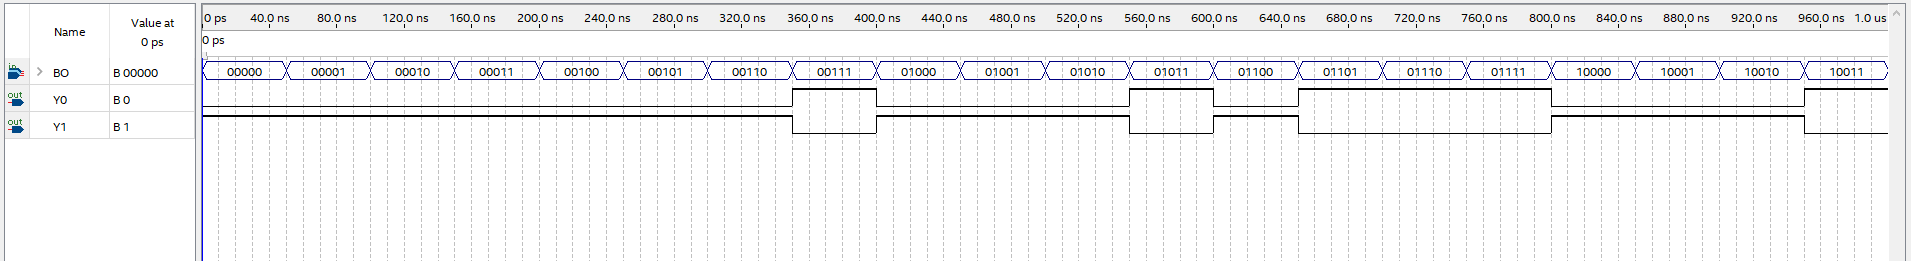 Name Value at 0 ps
0 ps 40.0 ns 80.0 ns 120.0 ns 160.0 ns 200.0 ns 240.0 ns 280.0 ns 320.0 ns 360.0 ns 400.0 ns 440.0 ns 480.0 ns 520.0 ns 560.0 ns 600.0 ns 640.0 ns 680.0 ns 720.0 ns 760.0 ns 800.0 ns 840.0 ns 880.0 ns 920.0 ns 960.0 ns 1.0 us
0 ps
in BO B 00000 00000 00001 00010 00011 00100 00101 00110 00111 01000 01001 01010 01011 01100 01101 01110 01111 10000 10001 10010 10011
out Y0 B 0
out Y1 B 1